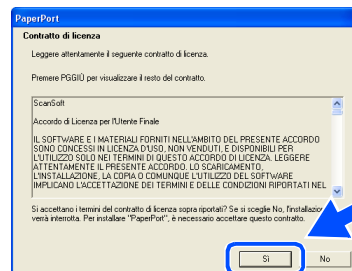 PaperPort
Contratto di licenza
Leggere attentamente il seguente contratto di licenza.
Premere PGGIÙ per visualizzare il resto del contratto.
ScanSoft
Accordo di Licenza per l'Utente Finale
IL SOFTWARE E I MATERIALI FORNITI NELL'AMBITO DEL PRESENTE ACCORDO
SONO CONCESSI IN LICENZA D'USO, NON VENDUTI, E DISPONIBILI PER
L'UTILIZZO SOLO NEI TERMINI DI QUESTO ACCORDO DI LICENZA. LEGGERE
ATTENTAMENTE IL PRESENTE ACCORDO. LO SCARICAMENTO,
L'INSTALLAZIONE, LA COPIA O COMUNQUE L'UTILIZZO DEL SOFTWARE
IMPLICANO L'ACCETTAZIONE DEI TERMINI E DELLE CONDIZIONI RIPORTATI NEL
Si accettano i termini del contratto di licenza sopra riportati? Se si sceglie No, l'installazione
verrà interrotta. Per installare "PaperPort", è necessario accettare questo contratto.
Sì
No